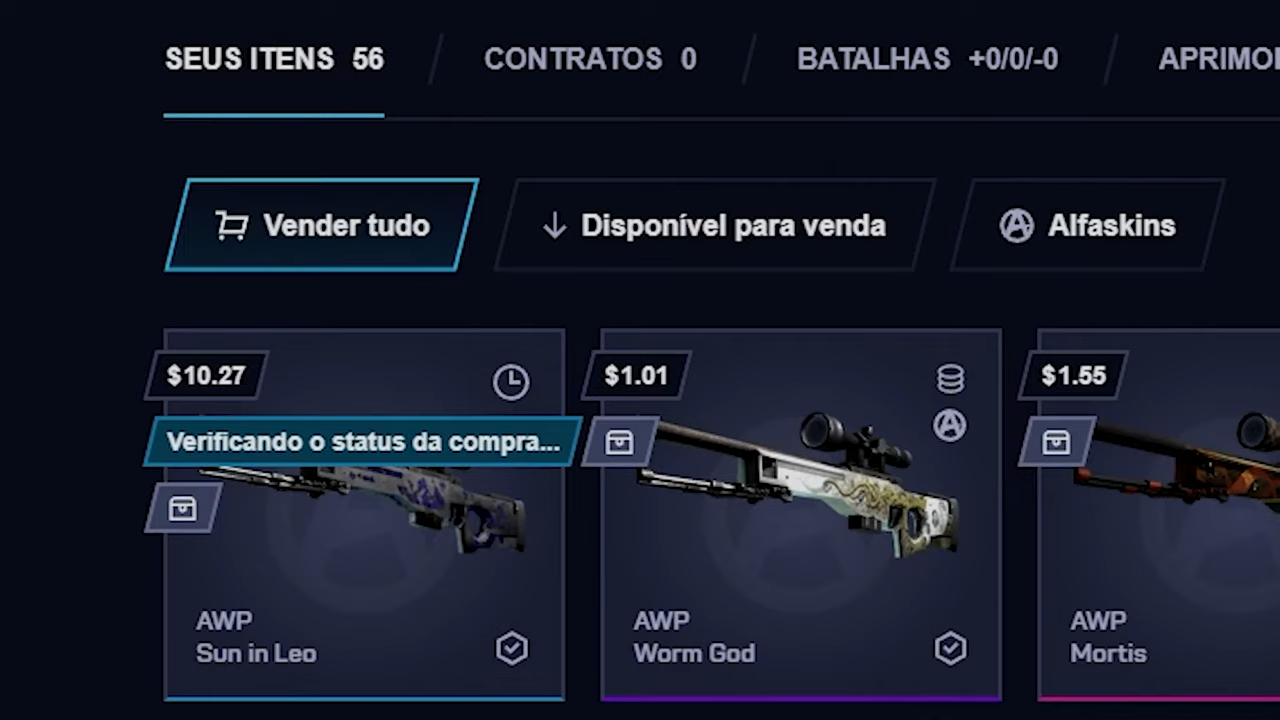 SEUS ITENS 56
CONTRATOS 0
BATALHAS +0/0/-0
Vender tudo
Disponível para venda
Alfaskins
$10.27
$1.01
$1.55
Verificando o status da compra...
AWP
Sun in Leo
AWP
Worm God
AWP
Mortis